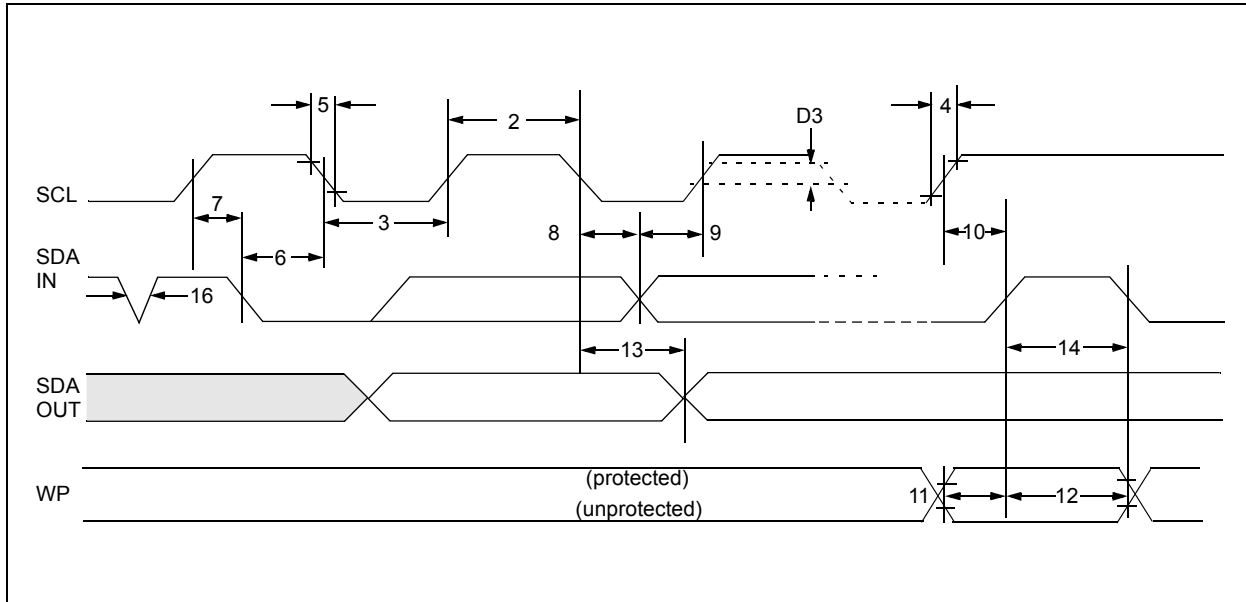 5
4
2
D3
SCL
7
3
8
9
10
6
SDA
IN
16
13
14
SDA
OUT
(protected)
WP
11
12
(unprotected)